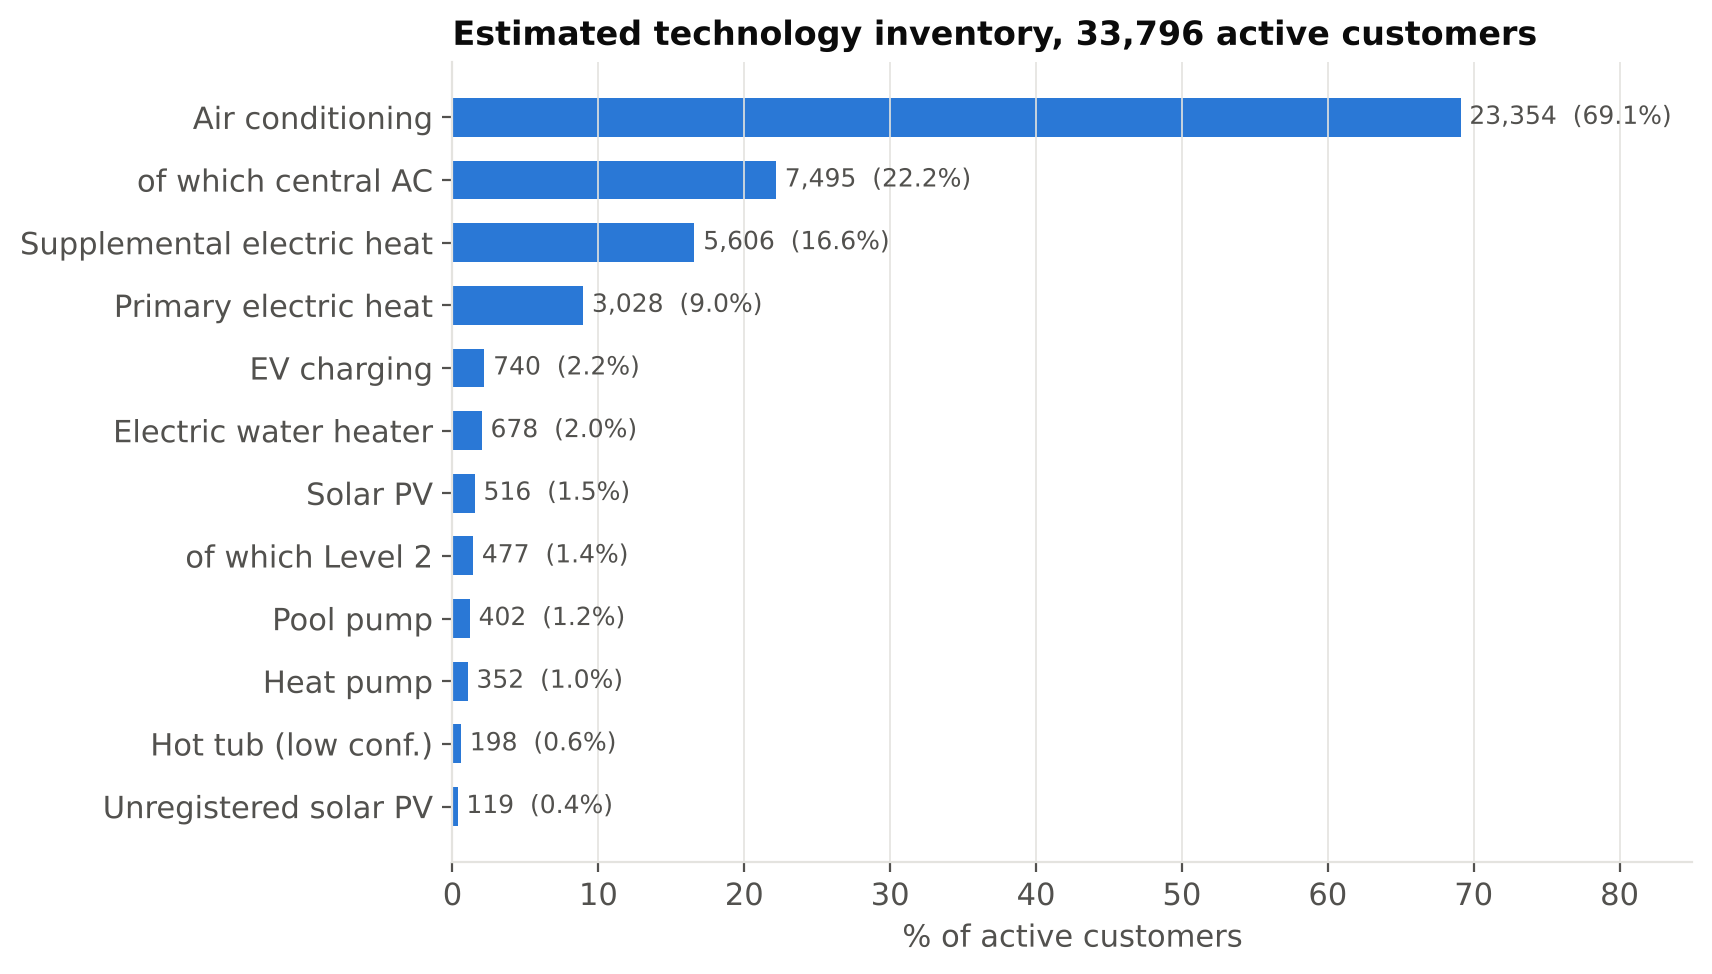 Estimated technology inventory, 33,796 active customers
Air conditioning 23,354 (69.1%)
of which central AC 7,495 (22.2%)
Supplemental electric heat 5,606 (16.6%)
Primary electric heat 3,028 (9.0%)
EV charging 740 (2.2%)
Electric water heater 678 (2.0%)
Solar PV 516 (1.5%)
of which Level 2 477 (1.4%)
Pool pump 402 (1.2%)
Heat pump 352 (1.0%)
Hot tub (low conf.) 198 (0.6%)
Unregistered solar PV 119 (0.4%)
0 10 20 30 40 50 60 70 80
% of active customers